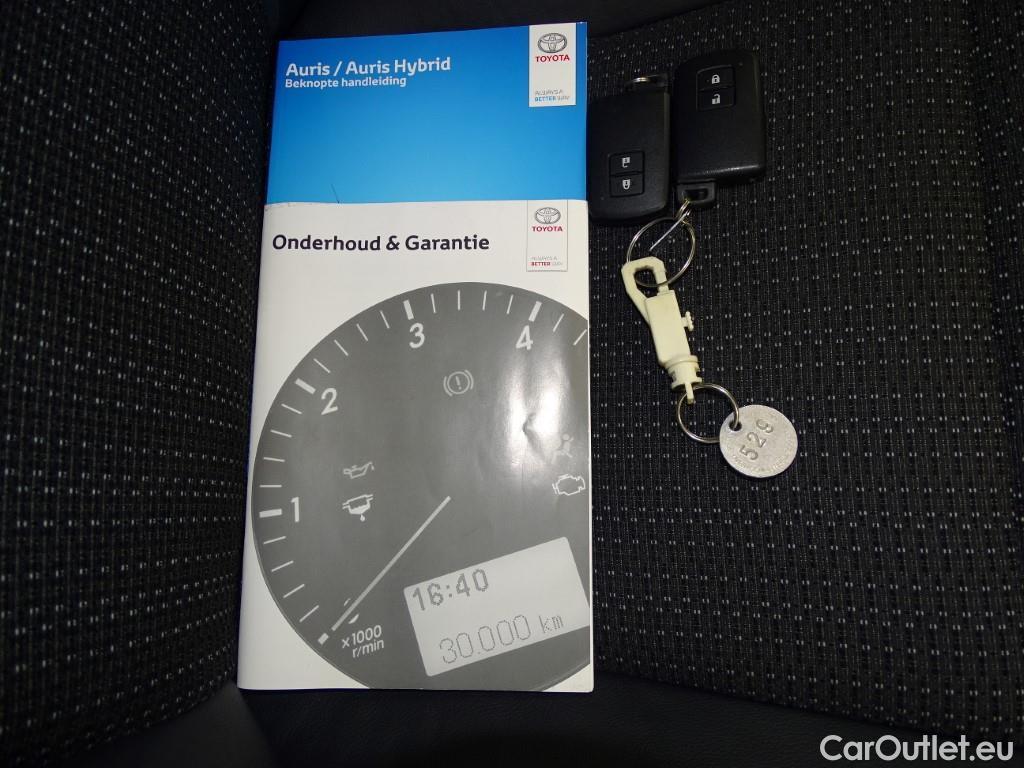 Auris / Auris Hybrid
Beknopte handleiding
TOYOTA
ALWAYS A
BETTER WAY
Onderhoud & Garantie
TOYOTA
ALWAYS A
BETTER WAY
1
2
3
4
x1000
r/min
16:40
30.000 km
529
CarOutlet.eu